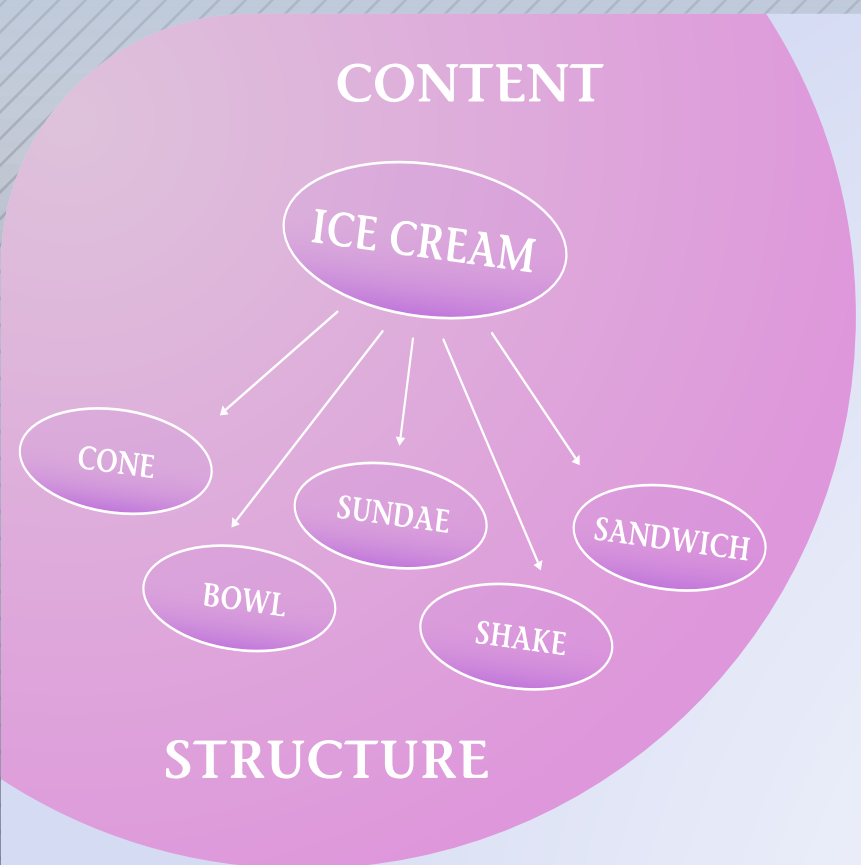 CONTENT
ICE CREAM
CONE
SUNDAE
SANDWICH
BOWL
SHAKE
STRUCTURE